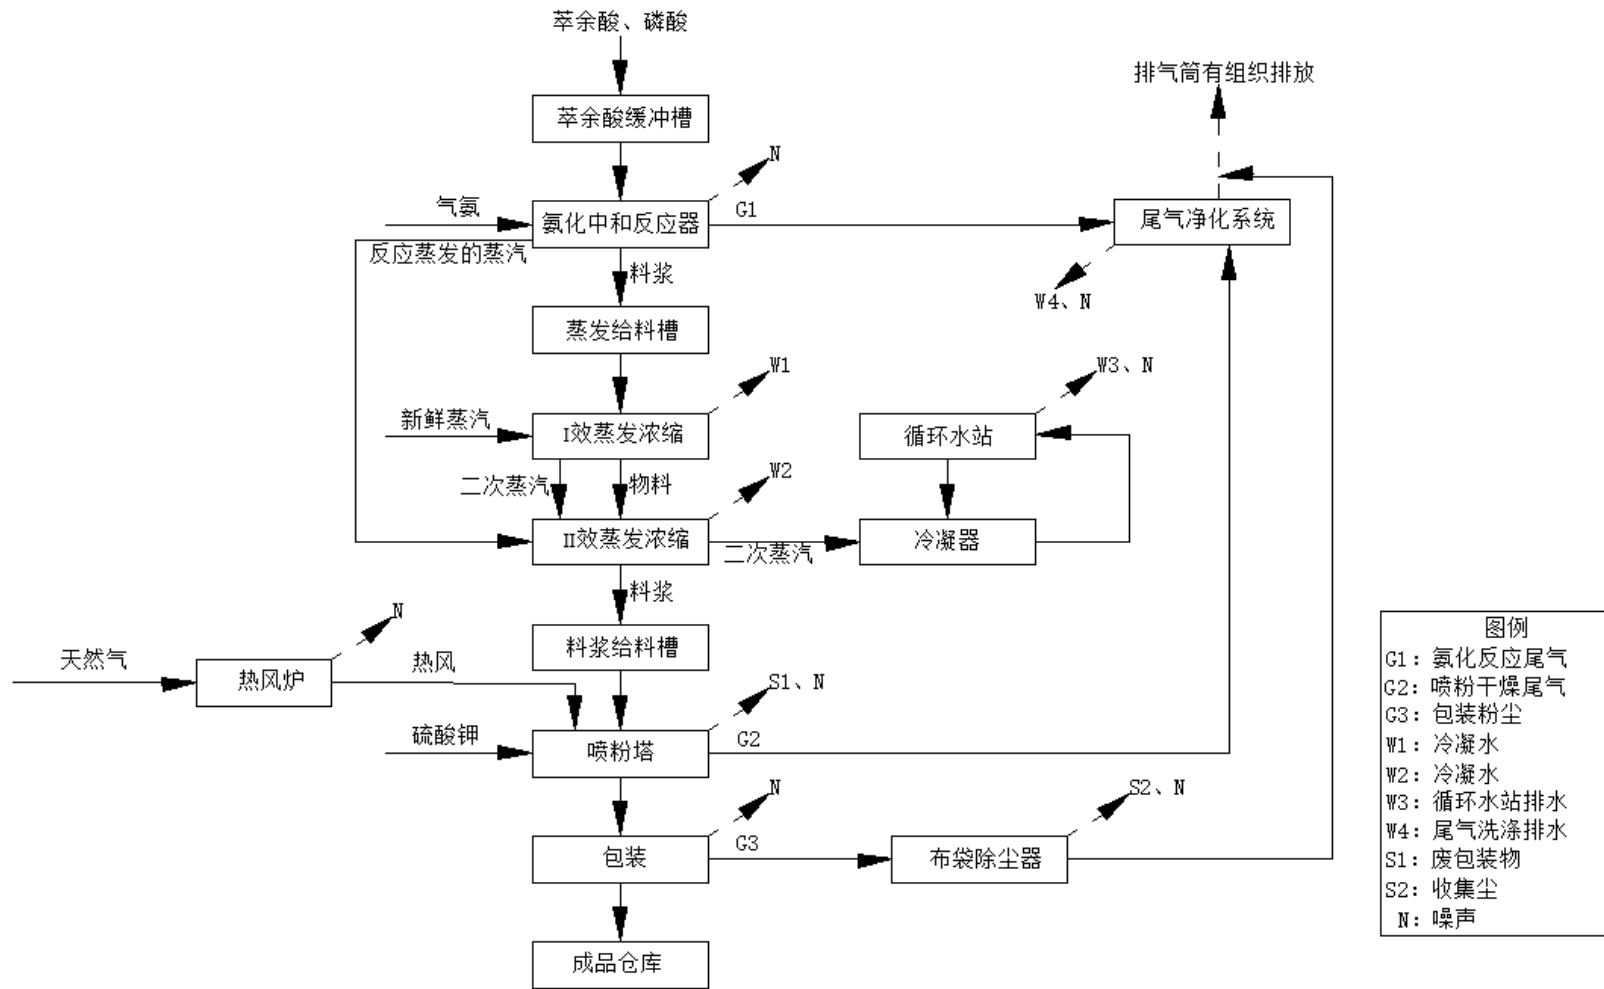 萃余酸、磷酸
排气筒有组织排放
萃余酸缓冲槽
N
气氨
氨化中和反应器
G1
尾气净化系统
反应蒸发的蒸汽
料浆
W4、N
蒸发给料槽
W1
W3、N
新鲜蒸汽
I效蒸发浓缩
循环水站
二次蒸汽
物料
W2
II效蒸发浓缩
二次蒸汽
冷凝器
料浆
N
料浆给料槽
天然气
热风炉
热风
S1、N
硫酸钾
喷粉塔
G2
N
S2、N
包装
G3
布袋除尘器
成品仓库
图例
G1: 氨化反应尾气
G2: 喷粉干燥尾气
G3: 包装粉尘
W1: 冷凝水
W2: 冷凝水
W3: 循环水站排水
W4: 尾气洗涤排水
S1: 废包装物
S2: 收集尘
N: 噪声